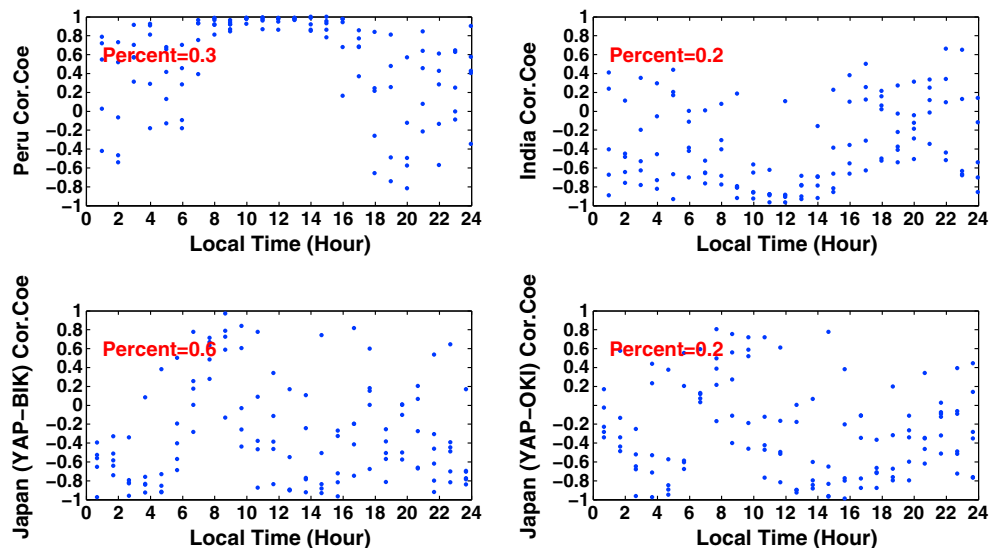 Peru Cor.Coe
1
0.8
0.6
0.4
0.2
0
−0.2
−0.4
−0.6
−0.8
−1
Percent=0.3
0 2 4 6 8 10 12 14 16 18 20 22 24
Local Time (Hour)
India Cor.Coe
1
0.8
0.6
0.4
0.2
0
−0.2
−0.4
−0.6
−0.8
−1
Percent=0.2
0 2 4 6 8 10 12 14 16 18 20 22 24
Local Time (Hour)
Japan (YAP−BIK) Cor.Coe
1
0.8
0.6
0.4
0.2
0
−0.2
−0.4
−0.6
−0.8
−1
Percent=0.6
0 2 4 6 8 10 12 14 16 18 20 22 24
Local Time (Hour)
Japan (YAP−OKI) Cor.Coe
1
0.8
0.6
0.4
0.2
0
−0.2
−0.4
−0.6
−0.8
−1
Percent=0.2
0 2 4 6 8 10 12 14 16 18 20 22 24
Local Time (Hour)